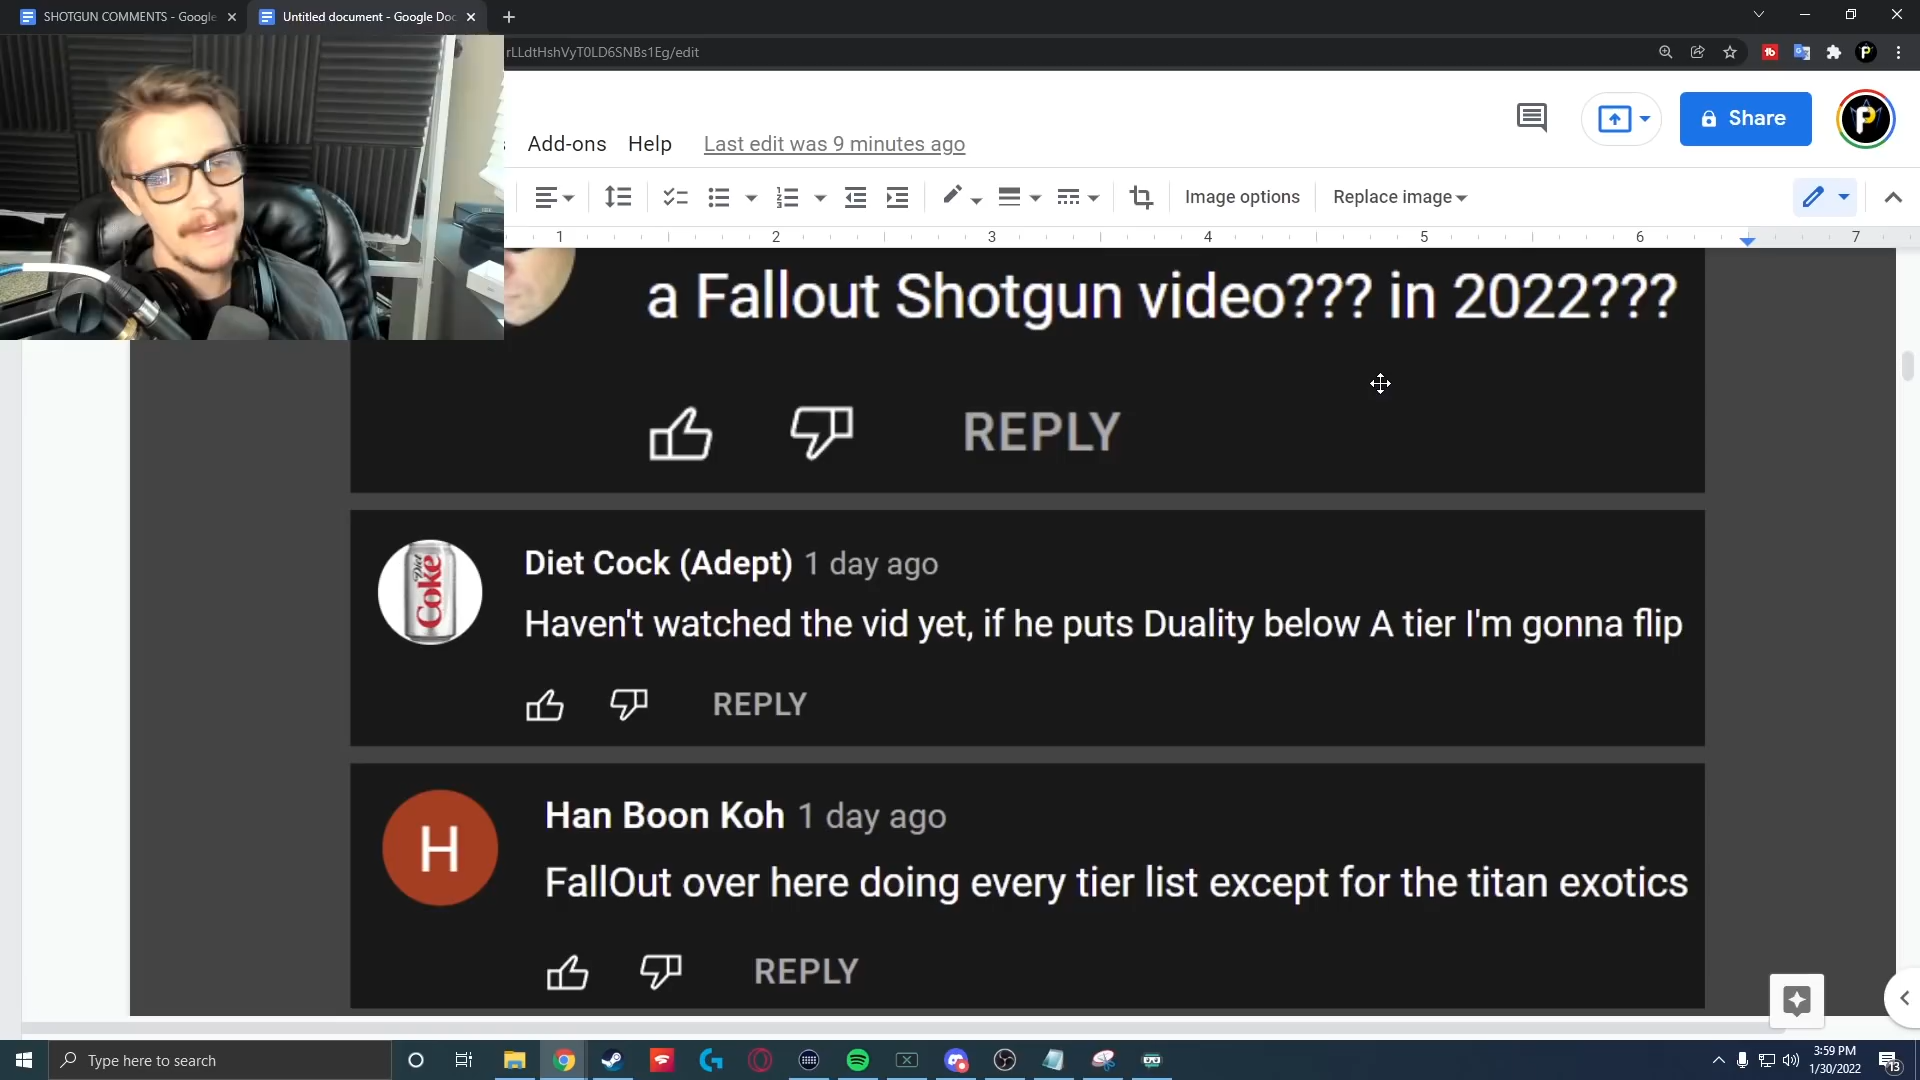 SHOTGUN COMMENTS - Google
Untitled document - Google Doc
rLLdtHshVyT0LD6SNBs1Eg/edit
Add-ons Help Last edit was 9 minutes ago
Share
P
Image options Replace image
1 2 3 4 5 6 7
a Fallout Shotgun video??? in 2022???
REPLY
Diet Coke
Diet Cock (Adept) 1 day ago
Haven't watched the vid yet, if he puts Duality below A tier I'm gonna flip
REPLY
H
Han Boon Koh 1 day ago
FallOut over here doing every tier list except for the titan exotics
REPLY
Type here to search
3:59 PM
1/30/2022
13